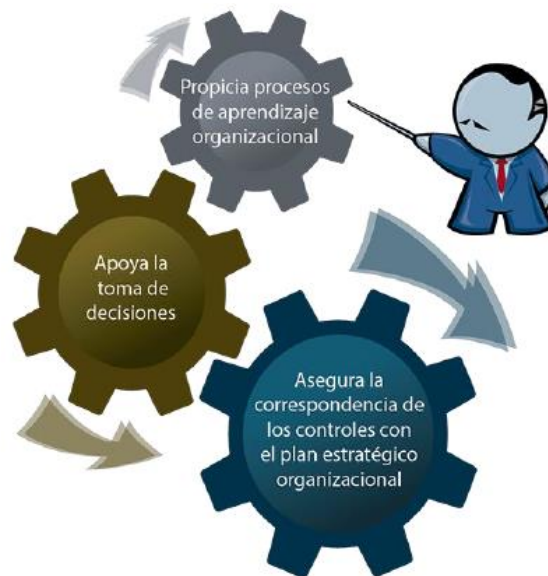 Propicia procesos
de aprendizaje
organizacional
Apoya la
toma de
decisiones
Asegura la
correspondencia de
los controles con
el plan estratégico
organizacional